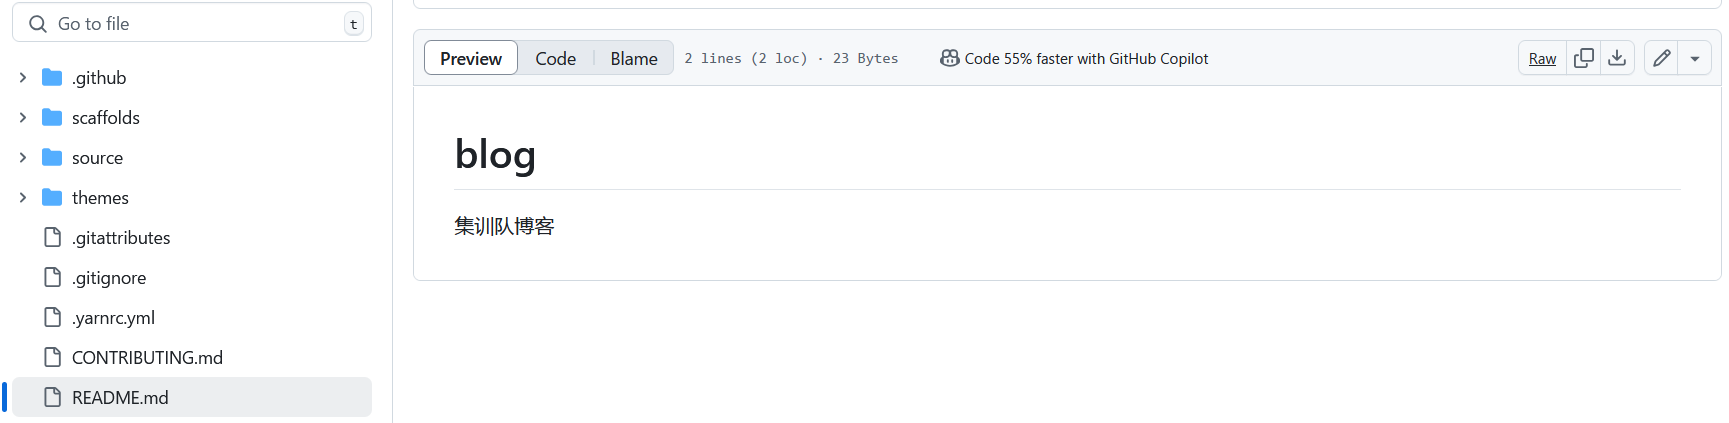 Go to file
t
.github
scaffolds
source
themes
.gitattributes
.gitignore
.yarnrc.yml
CONTRIBUTING.md
README.md
Preview
Code
Blame
2 lines (2 loc) · 23 Bytes
Code 55% faster with GitHub Copilot
Raw
blog
集训队博客